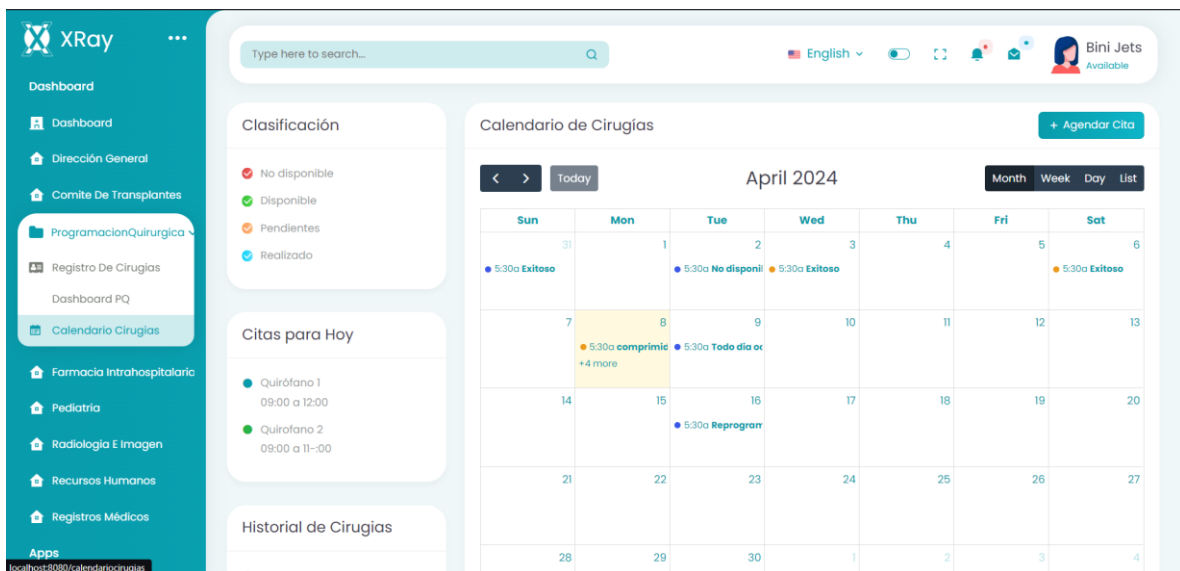 XRay
Dashboard
Dashboard
Dirección General
Comite De Transplantes
ProgramacionQuirurgica
Registro De Cirugias
Dashboard PQ
Calendario Cirugias
Farmacia Intrahospitalaria
Pediatria
Radiologia E Imagen
Recursos Humanos
Registros Médicos
Apps
localhost:8080/calendariocirugias
Type here to search...
English
Bini Jets
Available
Clasificación
No disponible
Disponible
Pendientes
Realizado
Citas para Hoy
Quirófano 1
09:00 a 12:00
Quirofano 2
09:00 a 11-:00
Historial de Cirugias
Calendario de Cirugías
+ Agendar Cita
Today
April 2024
Month Week Day List
Sun Mon Tue Wed Thu Fri Sat
31 1 2 3 4 5 6
5:30a Exitoso 5:30a No disponil 5:30a Exitoso 5:30a Exitoso
7 8 9 10 11 12 13
5:30a comprimid 5:30a Todo dia oc
+4 more
14 15 16 17 18 19 20
5:30a Reprogram
21 22 23 24 25 26 27
28 29 30 1 2 3 4